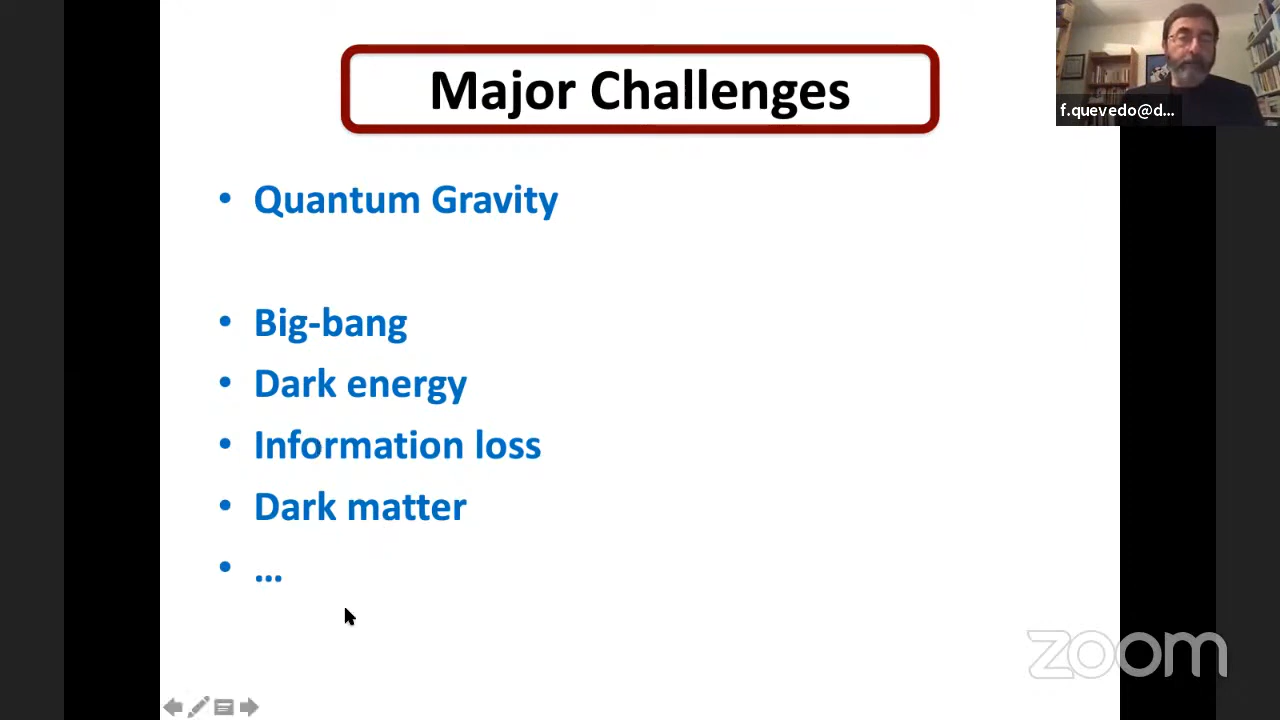 Major Challenges
f.quevedo@d...
• Quantum Gravity
• Big-bang
• Dark energy
• Information loss
• Dark matter
• ...
zoom